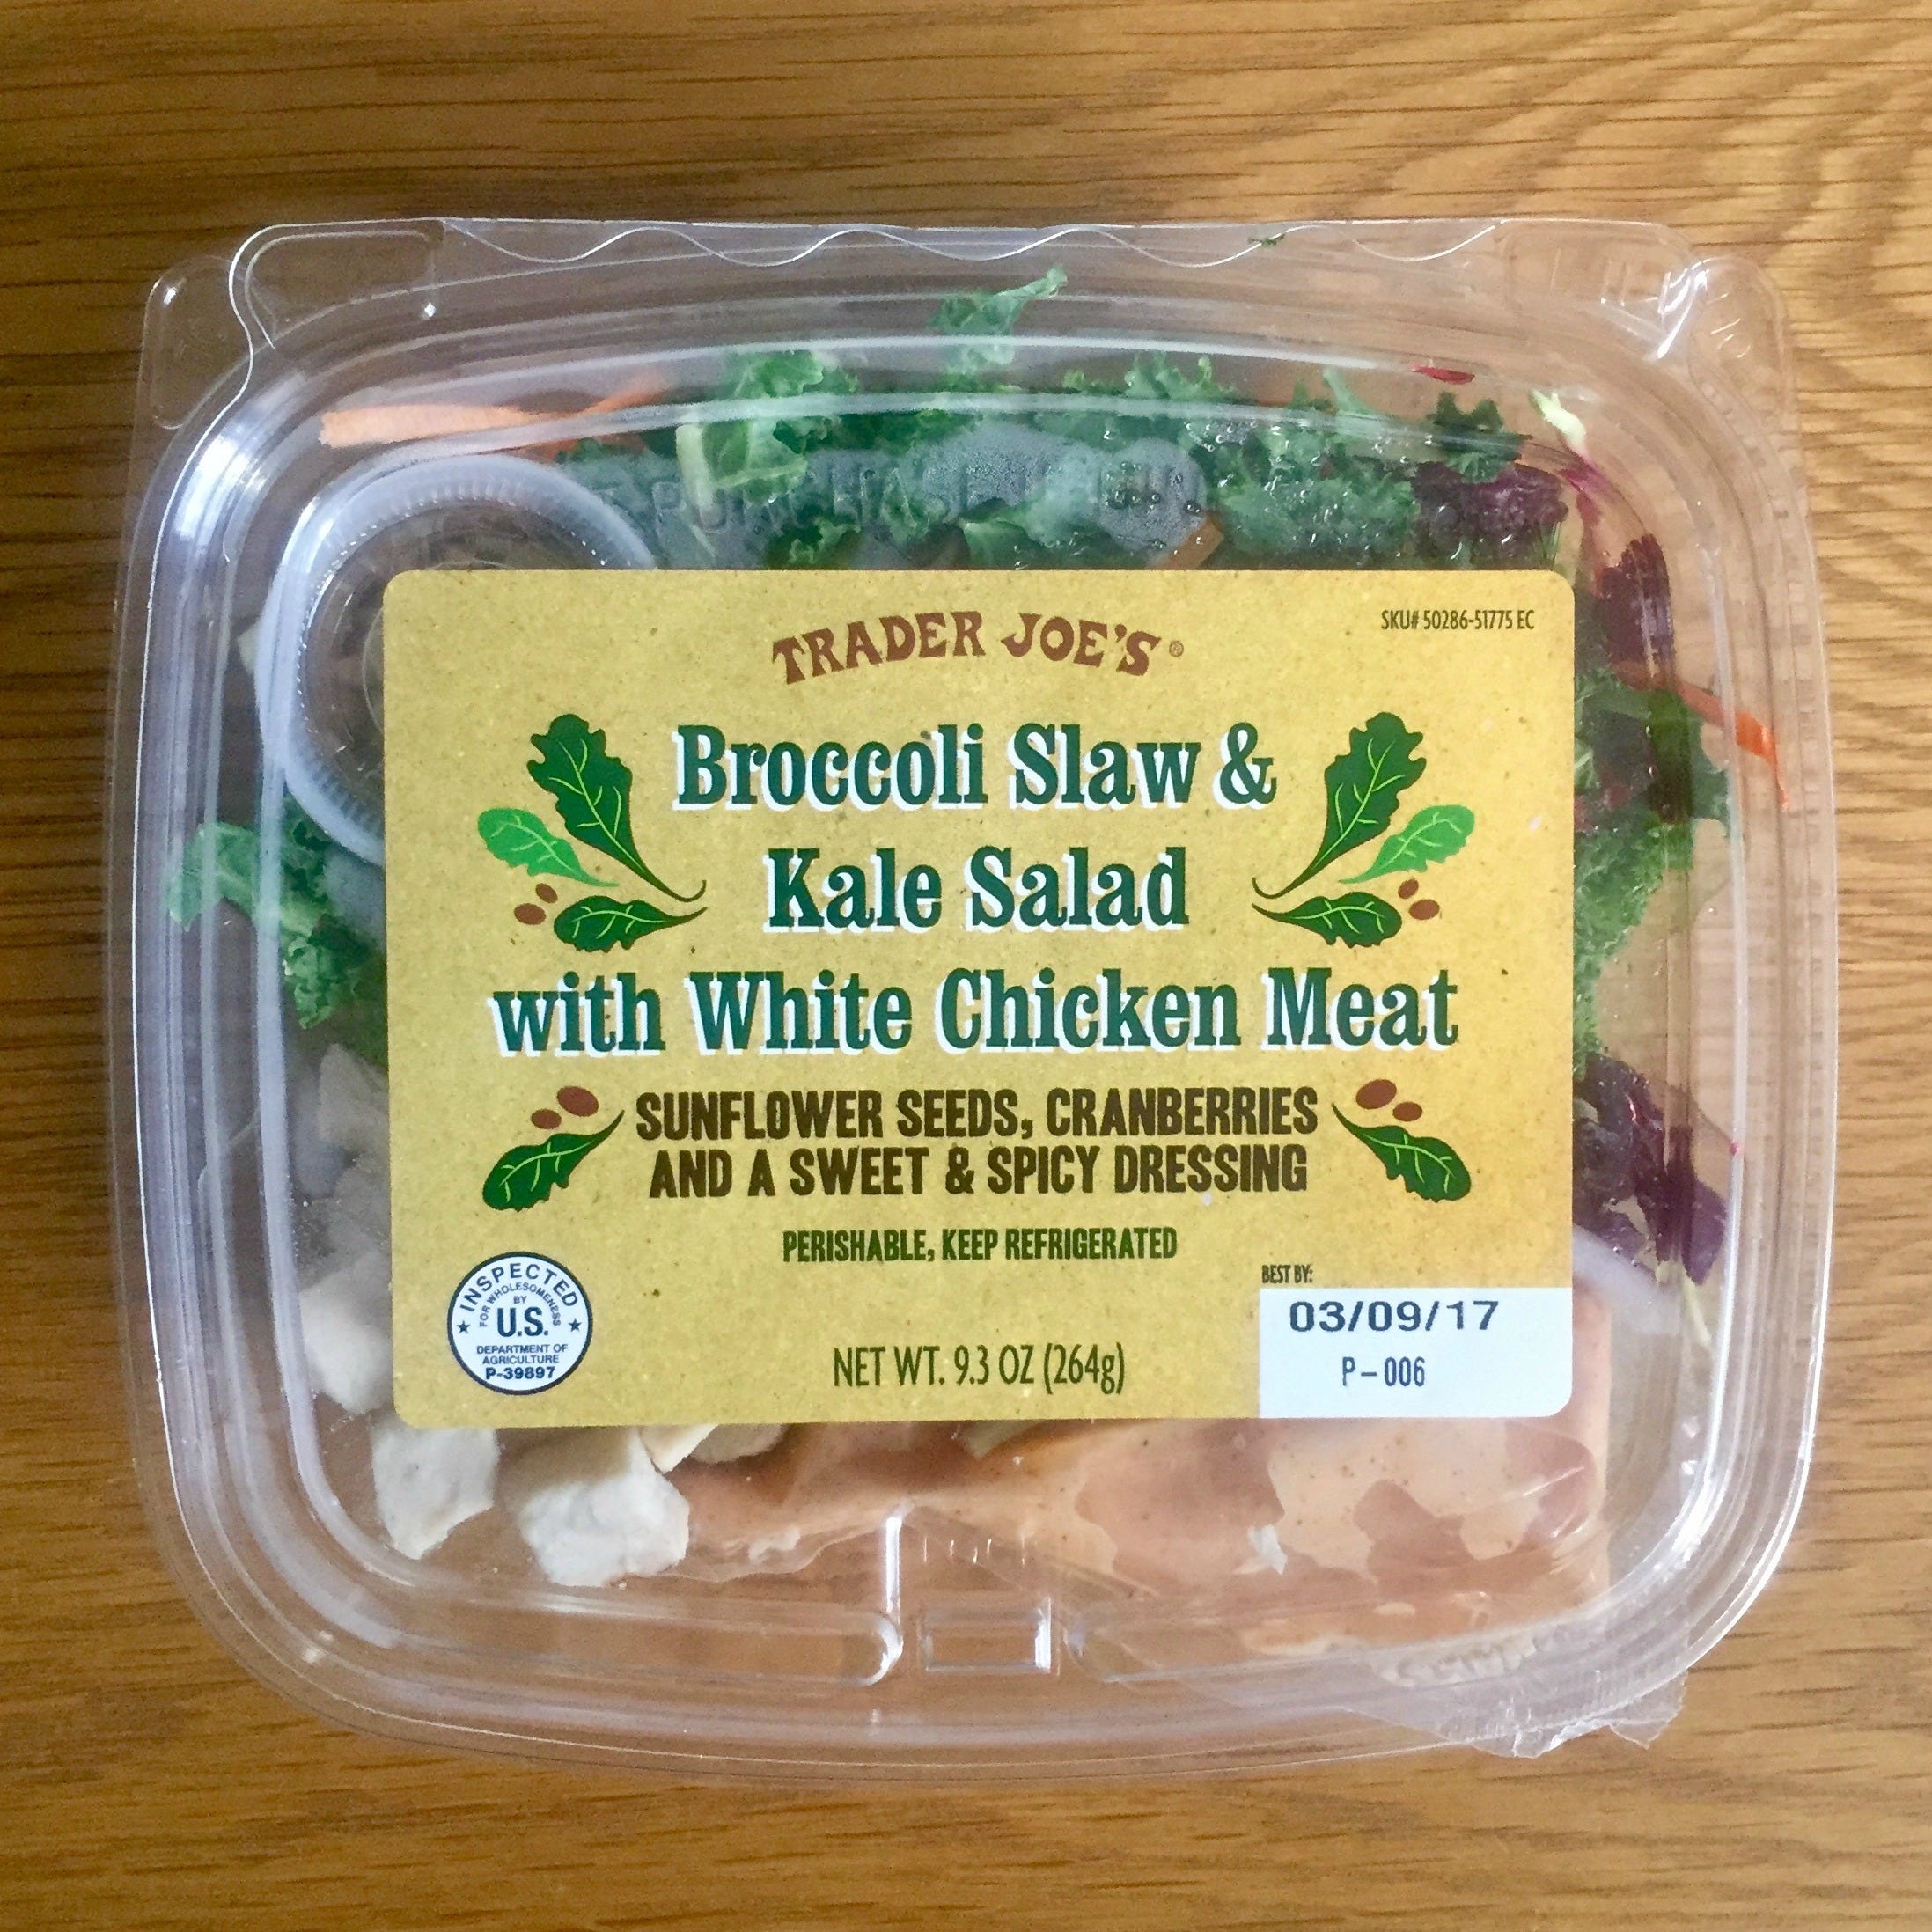 PURCHASE
TRADER JOE'S®
SKU# 50286-51775 EC
Broccoli Slaw &
Kale Salad
with White Chicken Meat
SUNFLOWER SEEDS, CRANBERRIES
AND A SWEET & SPICY DRESSING
PERISHABLE, KEEP REFRIGERATED
INSPECTED
FOR WHOLESOMENESS
BY
U.S.
DEPARTMENT OF
AGRICULTURE
P-39897
NET WT. 9.3 OZ (264g)
BEST BY:
03/09/17
P-006